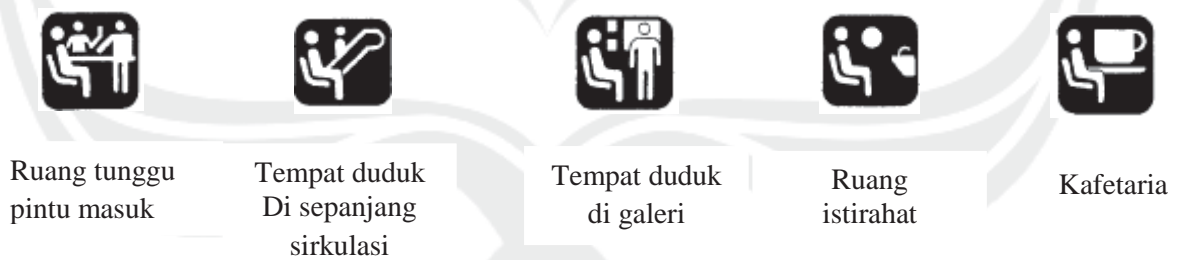 Ruang tunggu
pintu masuk
Tempat duduk
Di sepanjang
sirkulasi
Tempat duduk
di galeri
Ruang
istirahat
Kafetaria